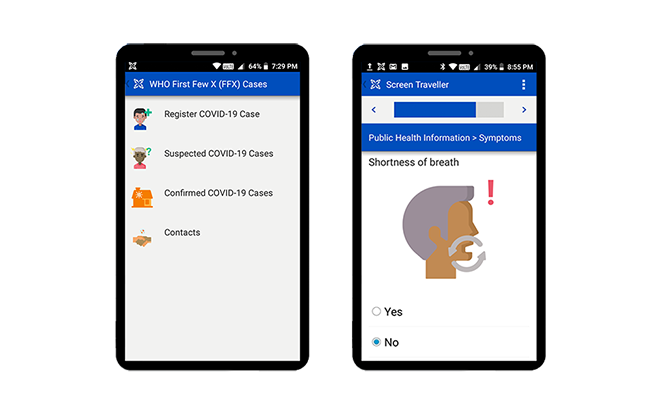 64% 7:29 PM
WHO First Few X (FFX) Cases
Register COVID-19 Case
Suspected COVID-19 Cases
Confirmed COVID-19 Cases
Contacts
39% 8:55 PM
Screen Traveller
Public Health Information > Symptoms
Shortness of breath
Yes
No